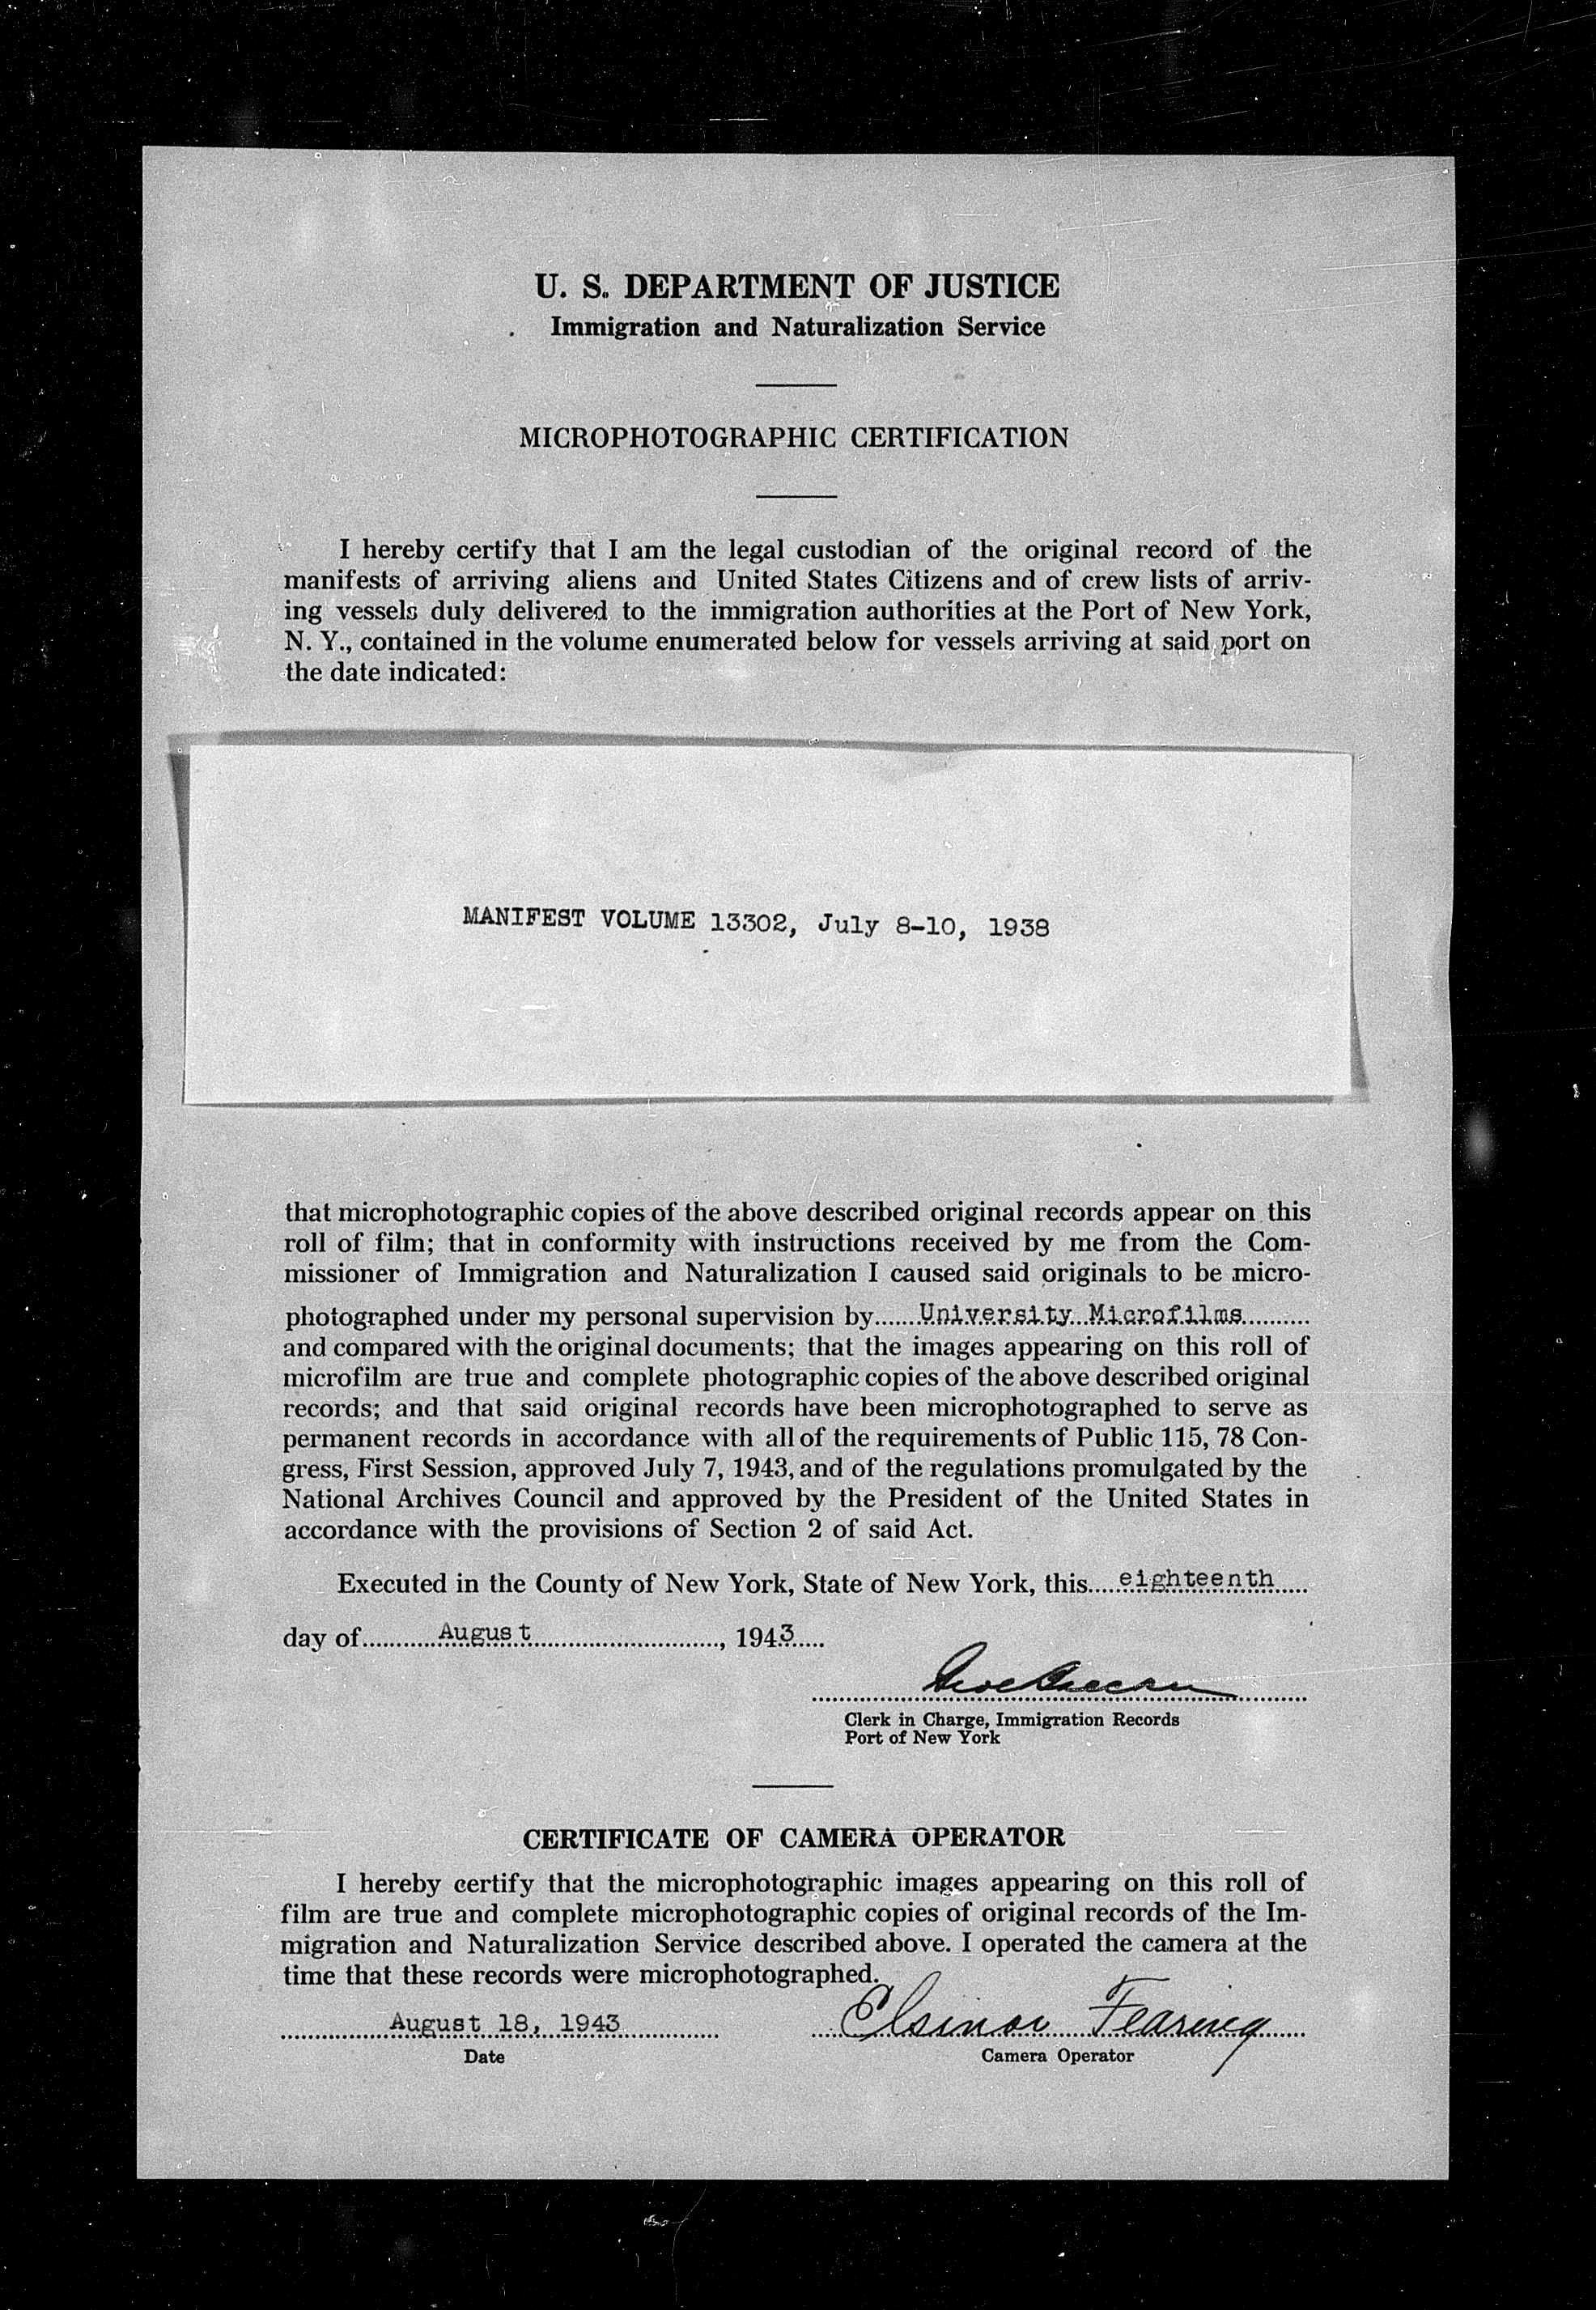 U. S. DEPARTMENT OF JUSTICE
Immigration and Naturalization Service
MICROPHOTOGRAPHIC CERTIFICATION
I hereby certify that I am the legal custodian of the original record of the
manifests of arriving aliens and United States Citizens and of crew lists of arriv-
ing vessels duly delivered to the immigration authorities at the Port of New York,
N. Y., contained in the volume enumerated below for vessels arriving at said port on
the date indicated:
MANIFEST VOLUME 13302, July 8-10, 1938
that microphotographic copies of the above described original records appear on this
roll of film; that in conformity with instructions received by me from the Com-
missioner of Immigration and Naturalization I caused said originals to be micro-
photographed under my personal supervision by.......University Microfilms..........
and compared with the original documents; that the images appearing on this roll of
microfilm are true and complete photographic copies of the above described original
records; and that said original records have been microphotographed to serve as
permanent records in accordance with all of the requirements of Public 115, 78 Con-
gress, First Session, approved July 7, 1943, and of the regulations promulgated by the
National Archives Council and approved by the President of the United States in
accordance with the provisions of Section 2 of said Act.
Executed in the County of New York, State of New York, this.....eighteenth.....
day of............August..........................., 1943.....
Clerk in Charge, Immigration Records
Port of New York
CERTIFICATE OF CAMERA OPERATOR
I hereby certify that the microphotographic images appearing on this roll of
film are true and complete microphotographic copies of original records of the Im-
migration and Naturalization Service described above. I operated the camera at the
time that these records were microphotographed.
August 18, 1943 Elsinor Fearing
Date Camera Operator